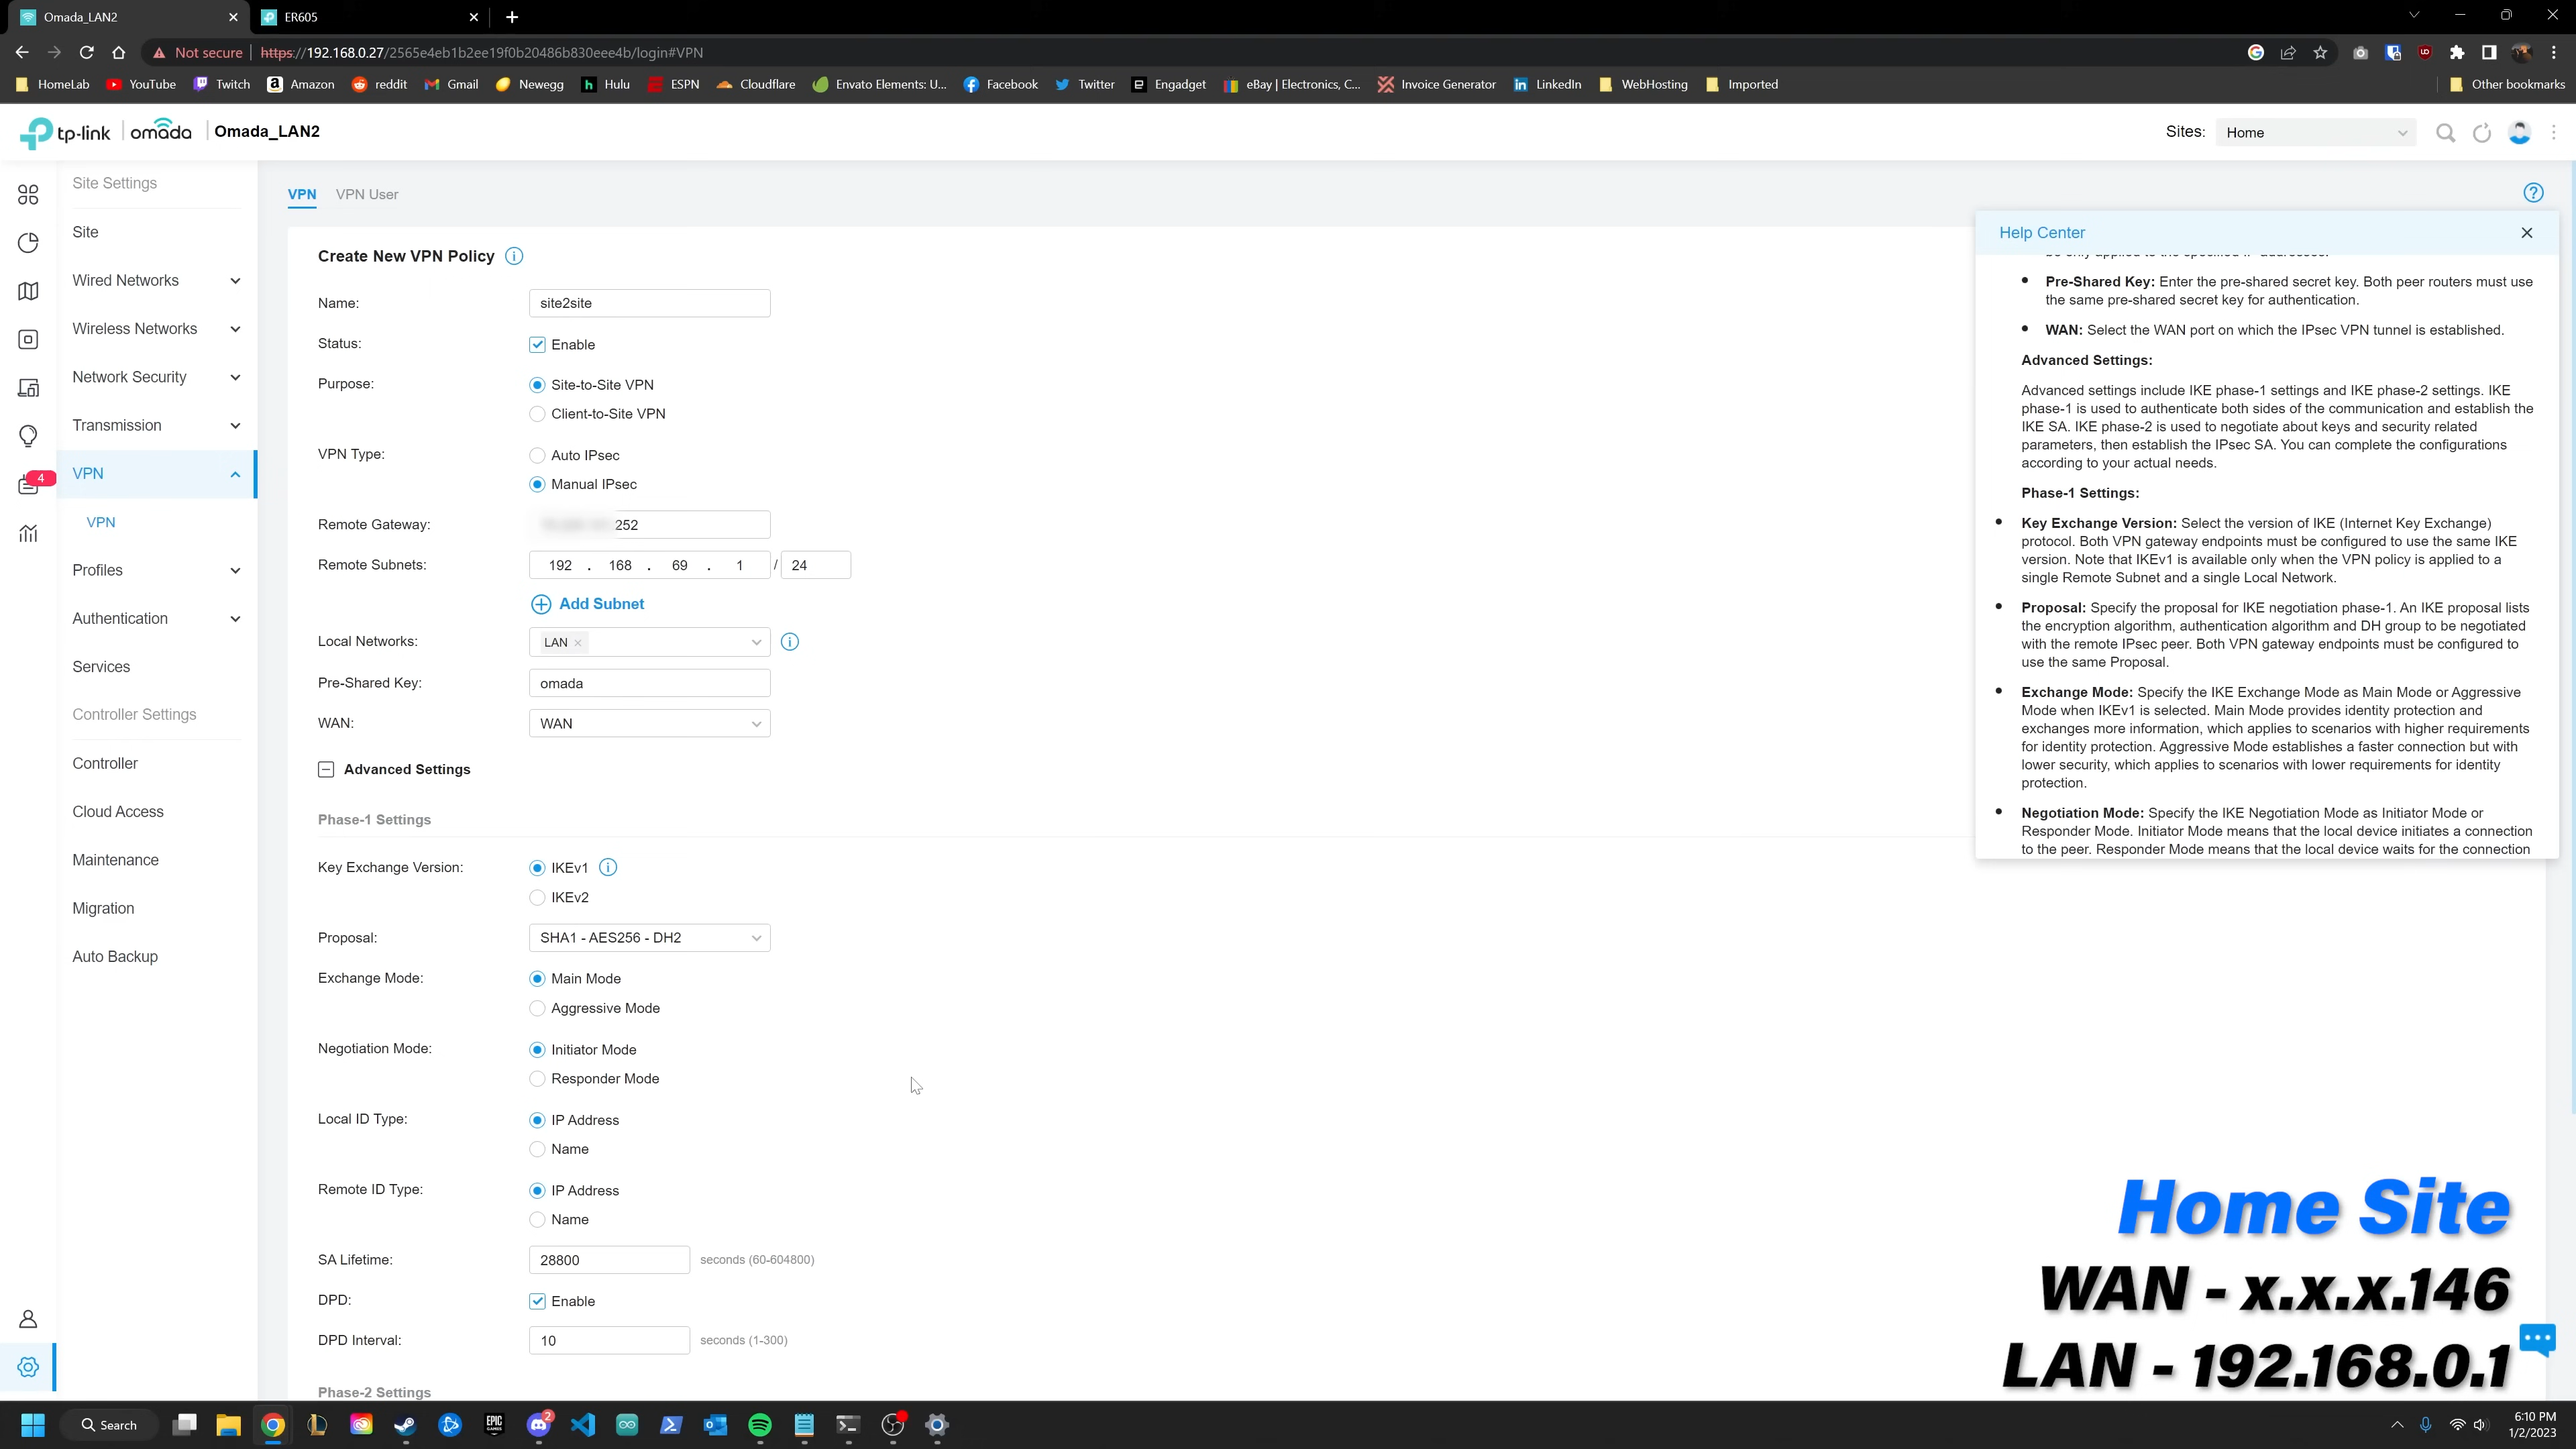 Omada_LAN2
ER605
Not secure
https://192.168.0.27/2565e4eb1b2ee19f0b20486b830eee4b/login#VPN
HomeLab YouTube Twitch Amazon reddit Gmail Newegg Hulu ESPN Cloudflare Envato Elements: U... Facebook Twitter Engadget eBay | Electronics, C... Invoice Generator LinkedIn WebHosting Imported Other bookmarks
tp-link omada Omada_LAN2
Sites: Home
Site Settings
Site
Wired Networks
Wireless Networks
Network Security
Transmission
VPN
VPN
Profiles
Authentication
Services
Controller Settings
Controller
Cloud Access
Maintenance
Migration
Auto Backup
4
VPN VPN User
Create New VPN Policy
Name: site2site
Status: Enable
Purpose: Site-to-Site VPN
Client-to-Site VPN
VPN Type: Auto IPsec
Manual IPsec
Remote Gateway: 252
Remote Subnets: 192 . 168 . 69 . 1 / 24
Add Subnet
Local Networks: LAN
Pre-Shared Key: omada
WAN: WAN
Advanced Settings
Phase-1 Settings
Key Exchange Version: IKEv1
IKEv2
Proposal: SHA1 - AES256 - DH2
Exchange Mode: Main Mode
Aggressive Mode
Negotiation Mode: Initiator Mode
Responder Mode
Local ID Type: IP Address
Name
Remote ID Type: IP Address
Name
SA Lifetime: 28800 seconds (60-604800)
DPD: Enable
DPD Interval: 10 seconds (1-300)
Phase-2 Settings
Help Center
Pre-Shared Key: Enter the pre-shared secret key. Both peer routers must use
the same pre-shared secret key for authentication.
WAN: Select the WAN port on which the IPsec VPN tunnel is established.
Advanced Settings:
Advanced settings include IKE phase-1 settings and IKE phase-2 settings. IKE
phase-1 is used to authenticate both sides of the communication and establish the
IKE SA. IKE phase-2 is used to negotiate about keys and security related
parameters, then establish the IPsec SA. You can complete the configurations
according to your actual needs.
Phase-1 Settings:
Key Exchange Version: Select the version of IKE (Internet Key Exchange)
protocol. Both VPN gateway endpoints must be configured to use the same IKE
version. Note that IKEv1 is available only when the VPN policy is applied to a
single Remote Subnet and a single Local Network.
Proposal: Specify the proposal for IKE negotiation phase-1. An IKE proposal lists
the encryption algorithm, authentication algorithm and DH group to be negotiated
with the remote IPsec peer. Both VPN gateway endpoints must be configured to
use the same Proposal.
Exchange Mode: Specify the IKE Exchange Mode as Main Mode or Aggressive
Mode when IKEv1 is selected. Main Mode provides identity protection and
exchanges more information, which applies to scenarios with higher requirements
for identity protection. Aggressive Mode establishes a faster connection but with
lower security, which applies to scenarios with lower requirements for identity
protection.
Negotiation Mode: Specify the IKE Negotiation Mode as Initiator Mode or
Responder Mode. Initiator Mode means that the local device initiates a connection
to the peer. Responder Mode means that the local device waits for the connection
Home Site
WAN - x.x.x.146
LAN - 192.168.0.1
Search
EPIC GAMES
2
6:10 PM
1/2/2023